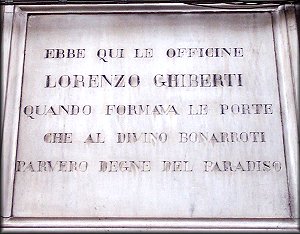 EBBE QUI LE OFFICINE
LORENZO GHIBERTI
QUANDO FORMAVA LE PORTE
CHE AL DIVINO BONARROTI
PARVERO DEGNE DEL PARADISO